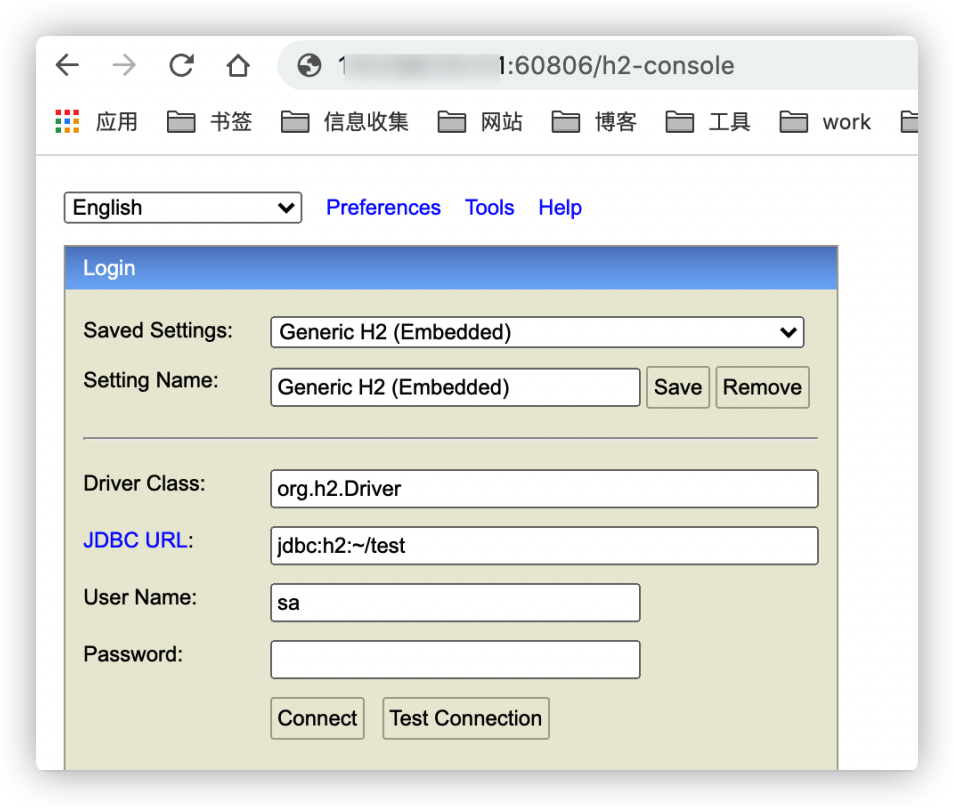 1:60806/h2-console
应用 书签 信息收集 网站 博客 工具 work
English Preferences Tools Help
Login
Saved Settings: Generic H2 (Embedded)
Setting Name: Generic H2 (Embedded) Save Remove
Driver Class: org.h2.Driver
JDBC URL: jdbc:h2:~/test
User Name: sa
Password:
Connect Test Connection